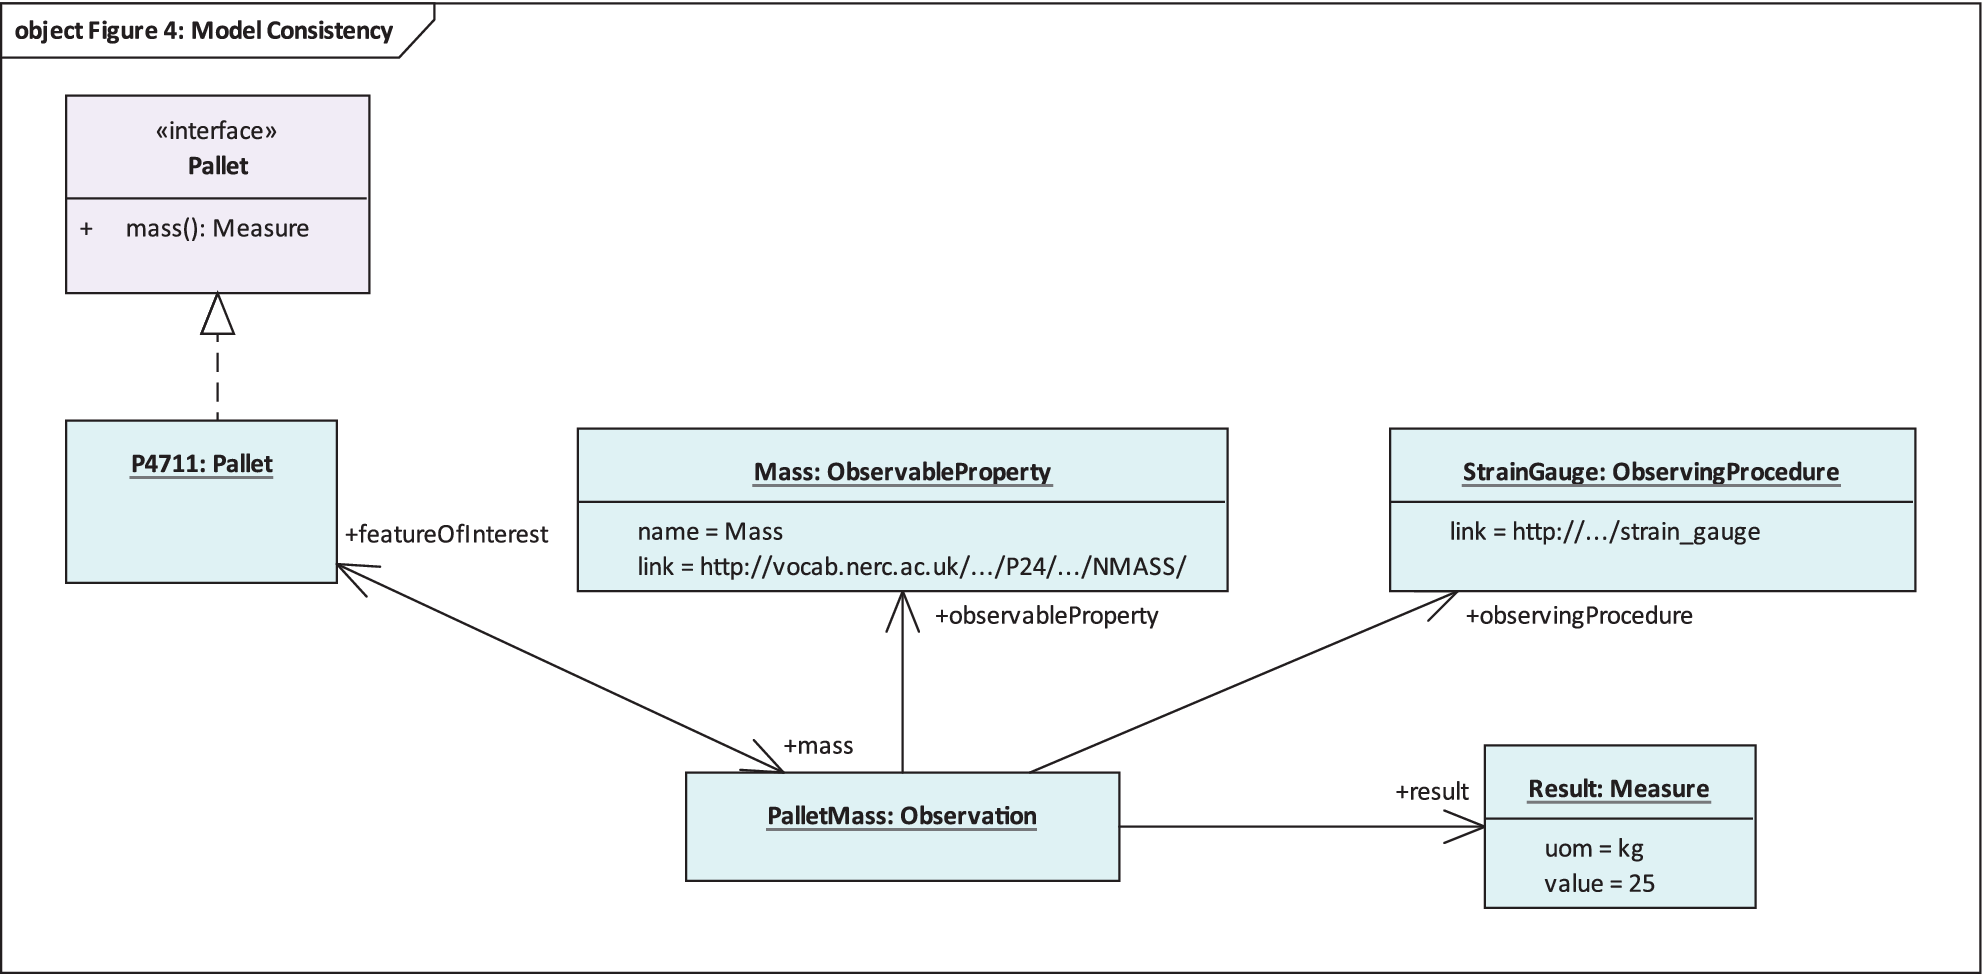 object Figure 4: Model Consistency
«interface»
Pallet
+ mass(): Measure
P4711: Pallet
+featureOfInterest
Mass: ObservableProperty
name = Mass
link = http://vocab.nerc.ac.uk/.../P24/.../NMASS/
+observableProperty
StrainGauge: ObservingProcedure
link = http://.../strain_gauge
+observingProcedure
+mass
PalletMass: Observation
+result
Result: Measure
uom = kg
value = 25